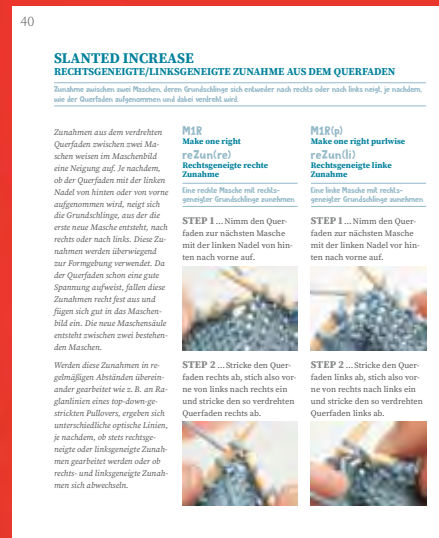 40
SLANTED INCREASE
RECHTSGENEIGTE/LINKSGENEIGTE ZUNAHME AUS DEM QUERFADEN
Zunahme zwischen zwei Maschen, deren Grundschlinge sich entweder nach rechts oder nach links neigt, je nachdem,
wie der Querfaden aufgenommen und dabei verdreht wird.
Zunahmen aus dem verdrehten
Querfaden zwischen zwei Ma-
schen weisen im Maschenbild
eine Neigung auf. Je nachdem,
ob der Querfaden mit der linken
Nadel von hinten oder von vorne
aufgenommen wird, neigt sich
die Grundschlinge, aus der die
erste neue Masche entsteht, nach
rechts oder nach links. Diese Zu-
nahmen werden überwiegend
zur Formgebung verwendet. Da
der Querfaden schon eine gute
Spannung aufweist, fallen diese
Zunahmen recht fest aus und
fügen sich gut in das Maschen-
bild ein. Die neue Maschensäule
entsteht zwischen zwei bestehen-
den Maschen.
Werden diese Zunahmen in re-
gelmäßigen Abständen überein-
ander gearbeitet wie z. B. an Ra-
glanlinien eines top-down-ge-
strickten Pullovers, ergeben sich
unterschiedliche optische Linien,
je nachdem, ob stets rechtsge-
neigte oder linksgeneigte Zunah-
men gearbeitet werden oder ob
rechts- und linksgeneigte Zunah-
men sich abwechseln.
M1R
Make one right
reZun(re)
Rechtsgeneigte rechte
Zunahme
Eine rechte Masche mit rechts-
geneigter Grundschlinge zunehmen
STEP 1 ... Nimm den Quer-
faden zur nächsten Masche
mit der linken Nadel von hin-
ten nach vorne auf.
STEP 2 ... Stricke den Quer-
faden rechts ab, stich also vor-
ne von links nach rechts ein
und stricke den so verdrehten
Querfaden rechts ab.
M1R(p)
Make one right purlwise
reZun(li)
Rechtsgeneigte linke
Zunahme
Eine linke Masche mit rechts-
geneigter Grundschlinge zunehmen
STEP 1 ... Nimm den Quer-
faden zur nächsten Masche
mit der linken Nadel vor hin-
ten nach vorne auf.
STEP 2 ... Stricke den Quer-
faden links ab, stich also vor-
ne von rechts nach links ein
und stricke den so verdrehten
Querfaden links ab.